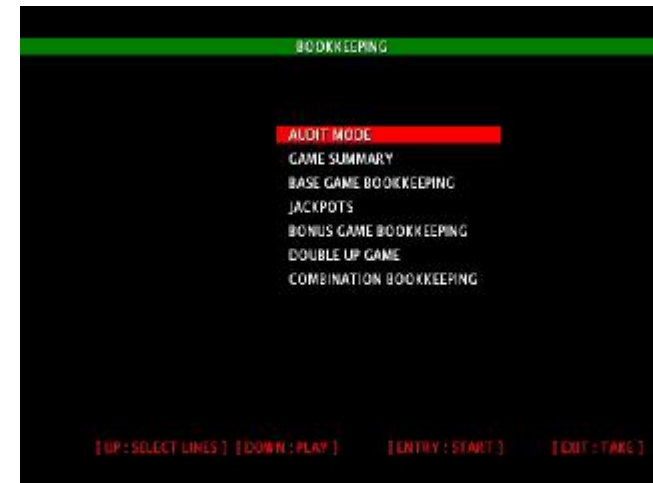 BOOKKEEPING
AUDIT MODE
GAME SUMMARY
BASE GAME BOOKKEEPING
JACKPOTS
BONUS GAME BOOKKEEPING
DOUBLE UP GAME
COMBINATION BOOKKEEPING
[ UP : SELECT LINES ] [ DOWN : PLAY ] [ ENTRY : START ] [ EXIT : TAKE ]